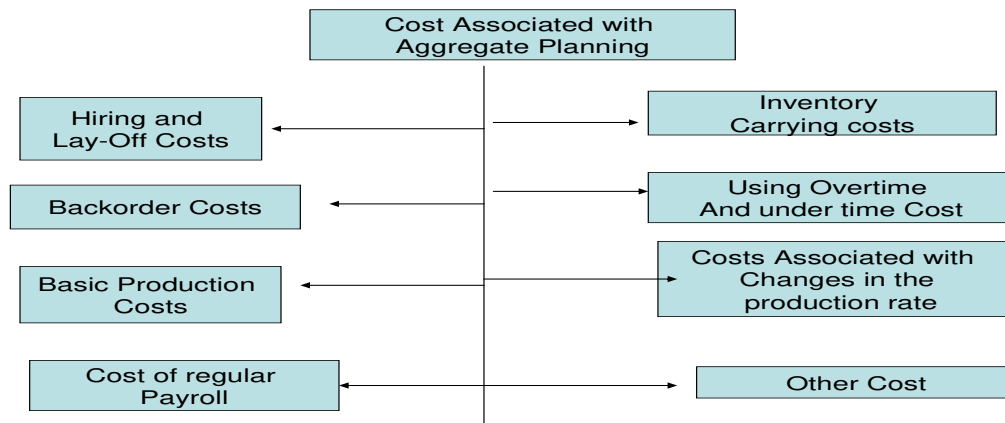 Cost Associated with
Aggregate Planning
Hiring and
Lay-Off Costs
Inventory
Carrying costs
Backorder Costs
Using Overtime
And under time Cost
Basic Production
Costs
Costs Associated with
Changes in the
production rate
Cost of regular
Payroll
Other Cost